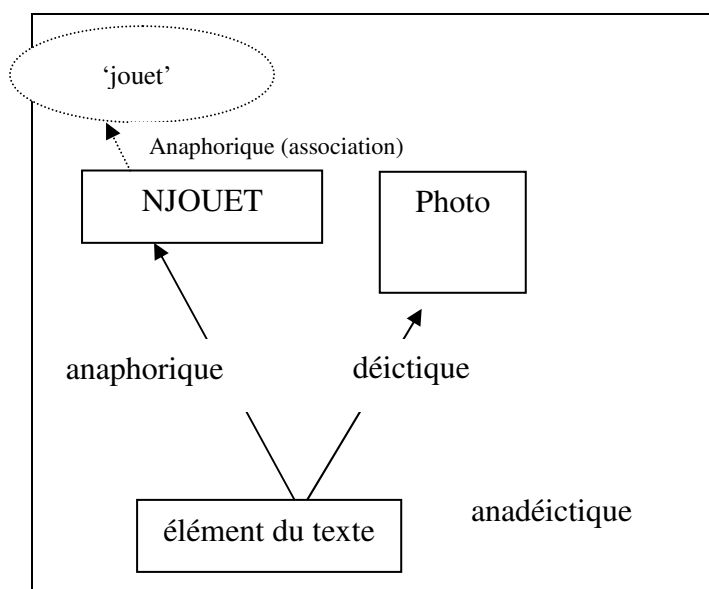 ‘jouet’
Anaphorique (association)
NJOUET
Photo
anaphorique
déictique
élément du texte
anadéictique